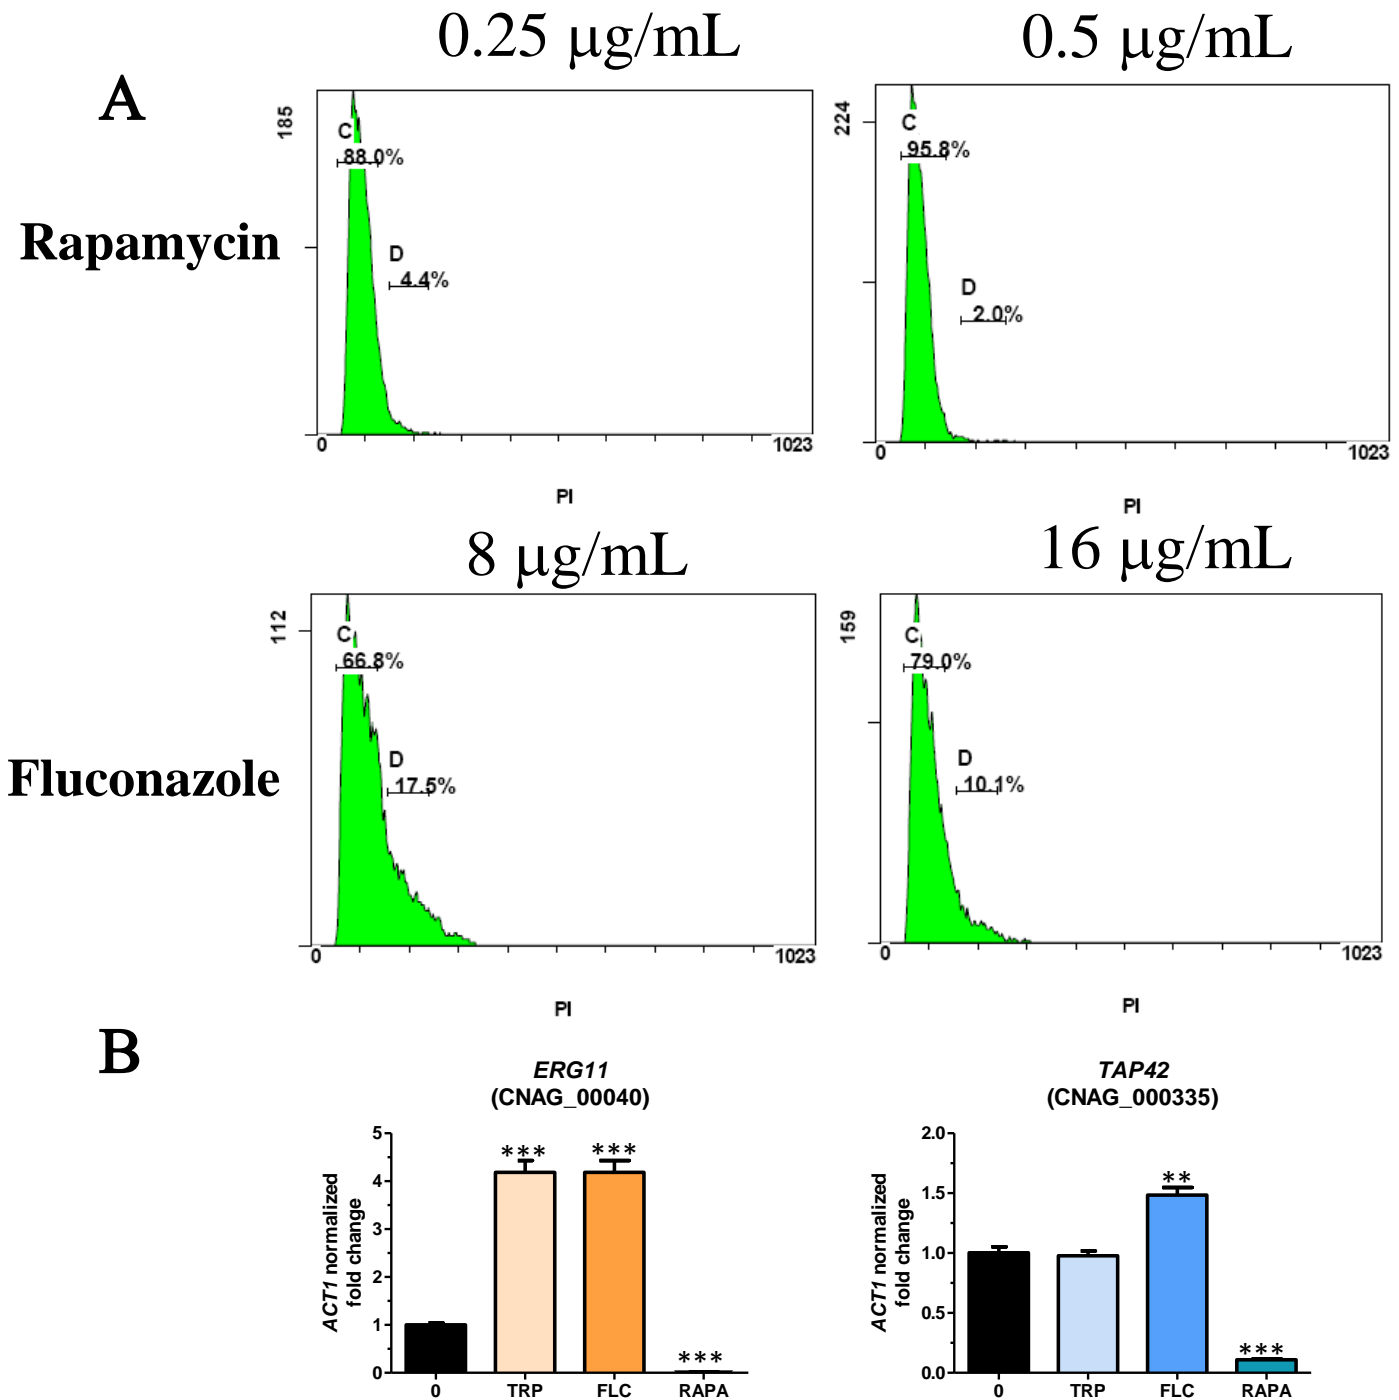 0.25 µg/mL
0.5 µg/mL
A
185
C
88.0%
D
4.4%
0
1023
PI
224
C
95.8%
D
2.0%
0
1023
PI
Rapamycin
8 µg/mL
16 µg/mL
112
C
66.8%
D
17.5%
0
1023
PI
159
C
79.0%
D
10.1%
0
1023
PI
Fluconazole
B
ERG11
(CNAG_00040)
ACT1 normalized
fold change
5
4
3
2
1
0
***
***
***
0
TRP
FLC
RAPA
TAP42
(CNAG_000335)
ACT1 normalized
fold change
2.0
1.5
1.0
0.5
0.0
**
***
0
TRP
FLC
RAPA